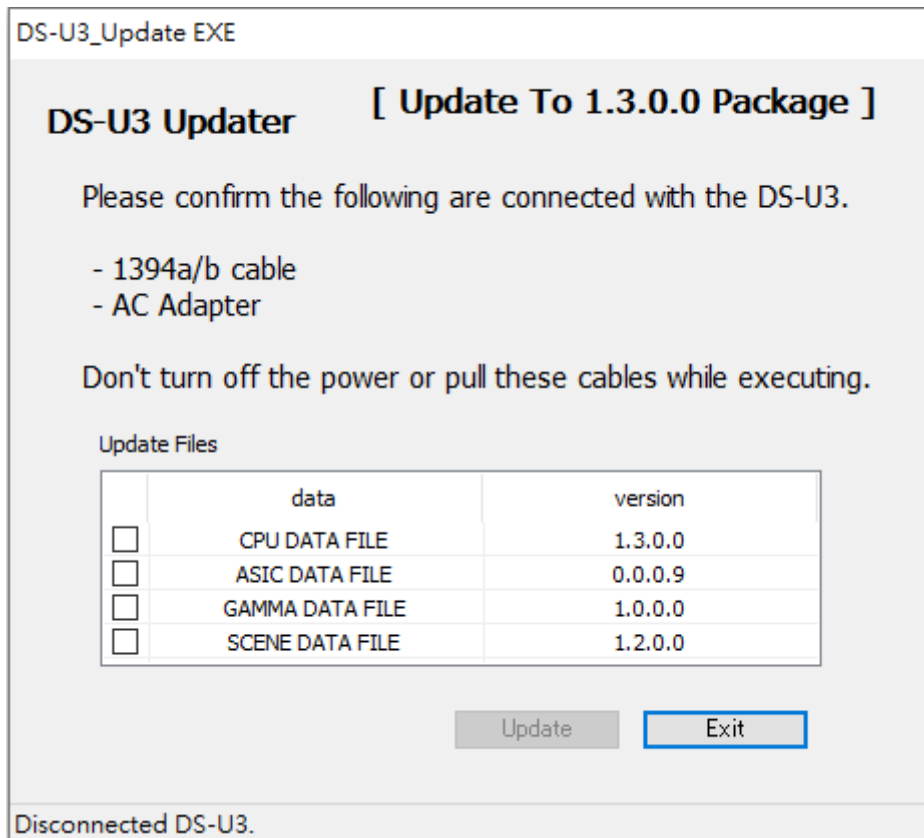 DS-U3_Update EXE
DS-U3 Updater [ Update To 1.3.0.0 Package ]
Please confirm the following are connected with the DS-U3.
- 1394a/b cable
- AC Adapter
Don't turn off the power or pull these cables while executing.
Update Files
data version
CPU DATA FILE 1.3.0.0
ASIC DATA FILE 0.0.0.9
GAMMA DATA FILE 1.0.0.0
SCENE DATA FILE 1.2.0.0
Update Exit
Disconnected DS-U3.